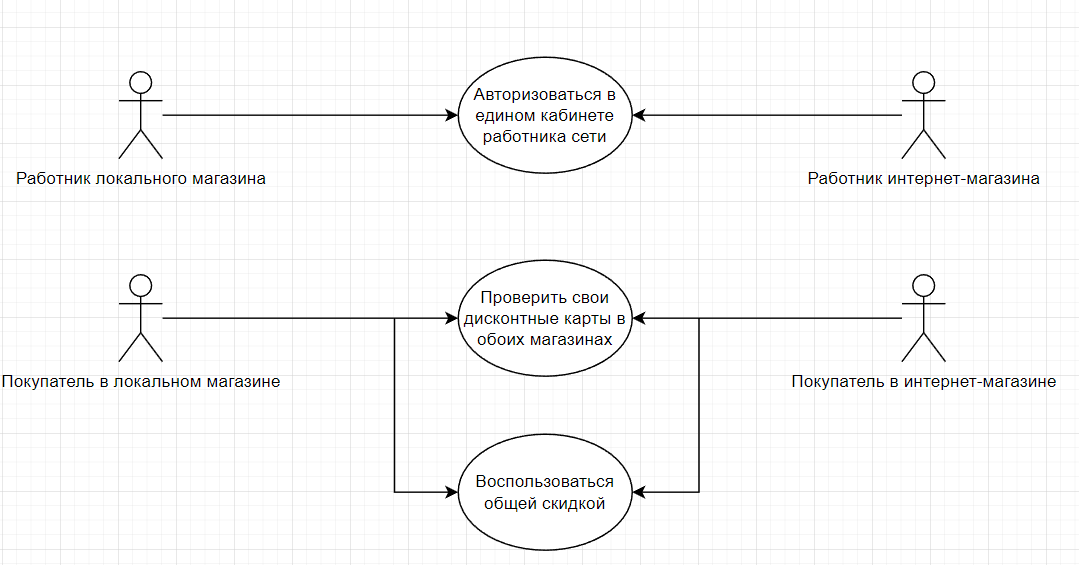 Авторизоваться в
едином кабинете
работника сети
Работник локального магазина
Работник интернет-магазина
Проверить свои
дисконтные карты в
обоих магазинах
Покупатель в локальном магазине
Покупатель в интернет-магазине
Воспользоваться
общей скидкой